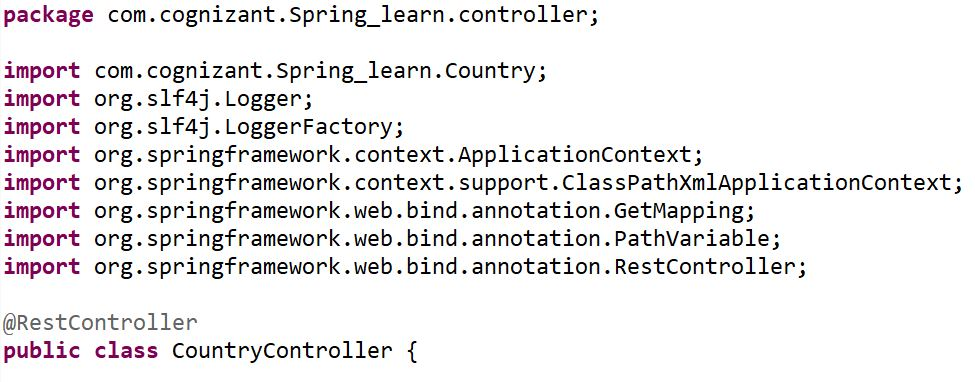 package com.cognizant.Spring_learn.controller;
import com.cognizant.Spring_learn.Country;
import org.slf4j.Logger;
import org.slf4j.LoggerFactory;
import org.springframework.context.ApplicationContext;
import org.springframework.context.support.ClassPathXmlApplicationContext;
import org.springframework.web.bind.annotation.GetMapping;
import org.springframework.web.bind.annotation.PathVariable;
import org.springframework.web.bind.annotation.RestController;
@RestController
public class CountryController {